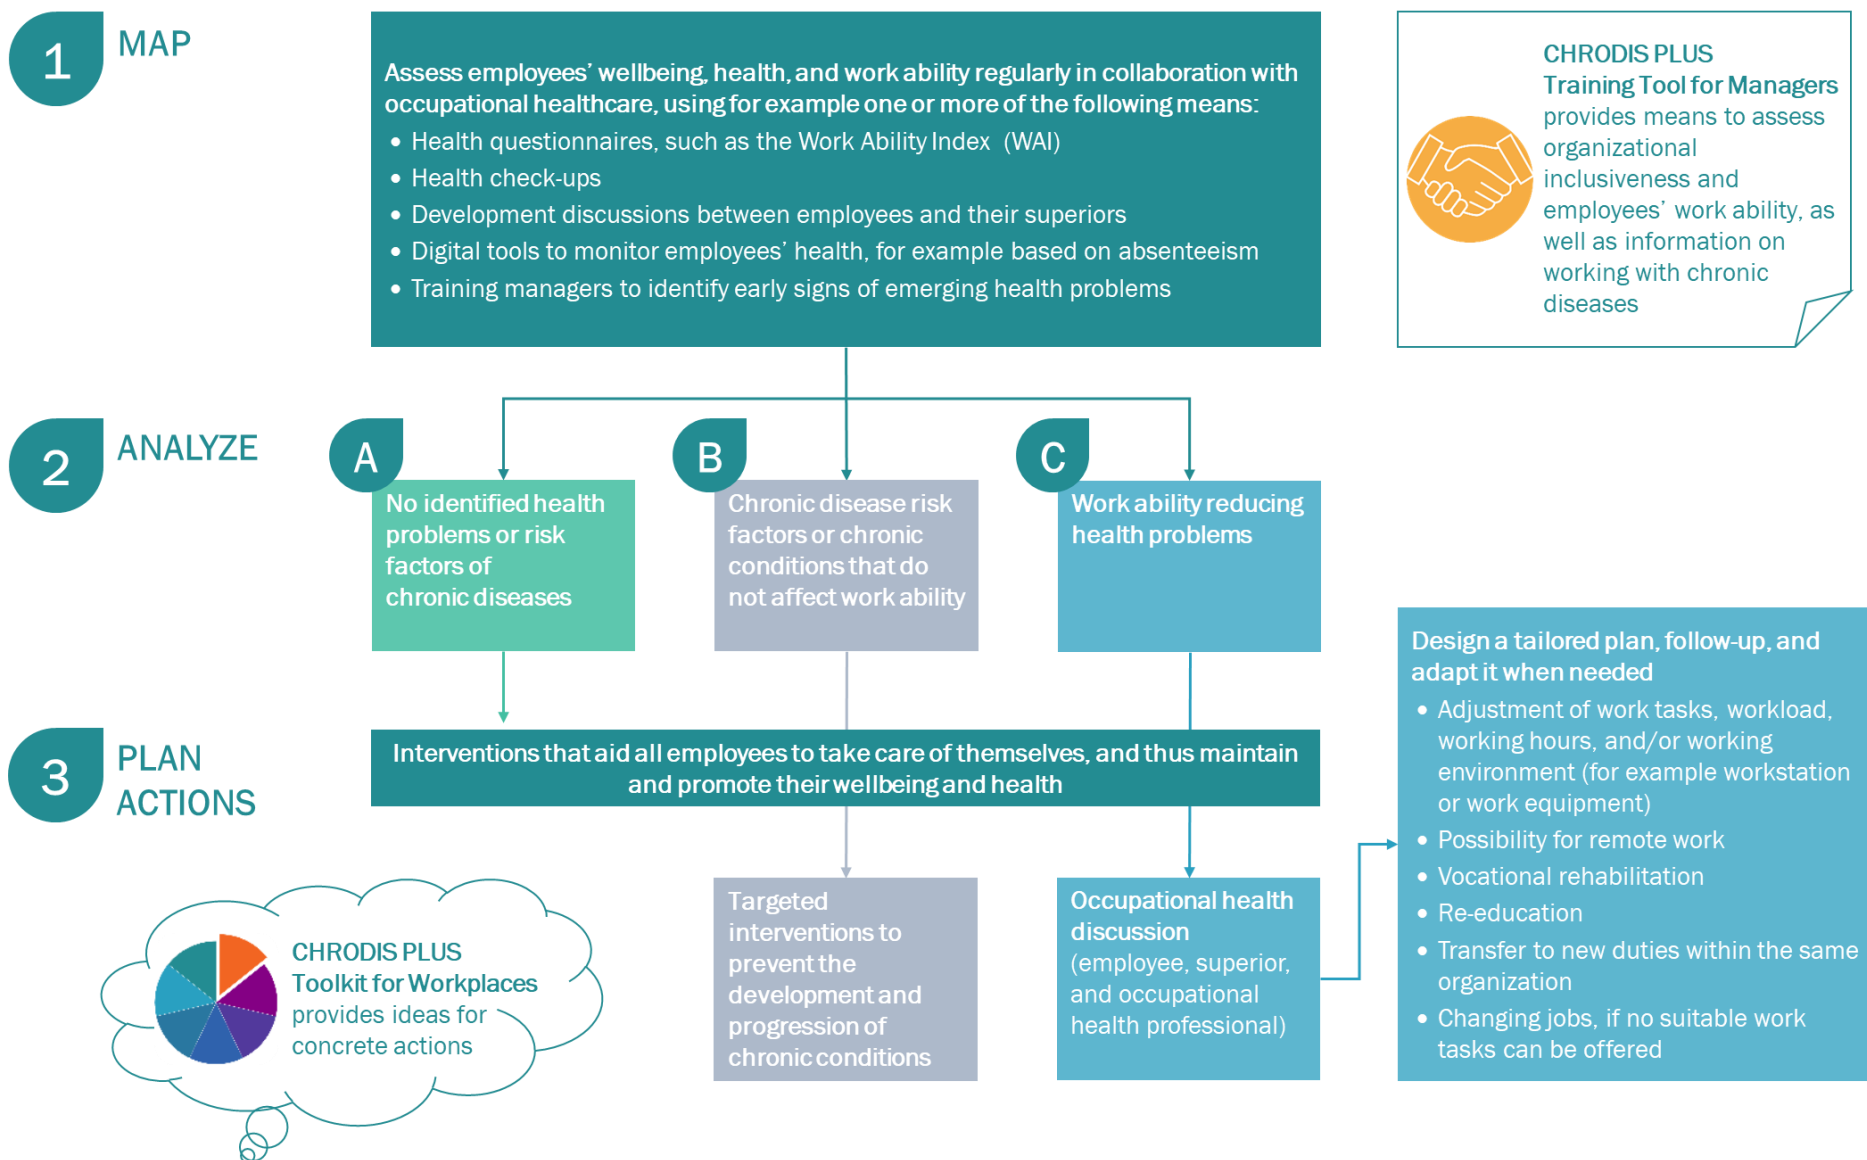 1
MAP
Assess employees' wellbeing, health, and work ability regularly in collaboration with
occupational healthcare, using for example one or more of the following means:
• Health questionnaires, such as the Work Ability Index (WAI)
• Health check-ups
• Development discussions between employees and their superiors
• Digital tools to monitor employees' health, for example based on absenteeism
• Training managers to identify early signs of emerging health problems
CHRODIS PLUS
Training Tool for Managers
provides means to assess
organizational
inclusiveness and
employees' work ability, as
well as information on
working with chronic
diseases
2
ANALYZE
A
No identified health
problems or risk
factors of
chronic diseases
B
Chronic disease risk
factors or chronic
conditions that do
not affect work ability
C
Work ability reducing
health problems
3
PLAN
ACTIONS
Interventions that aid all employees to take care of themselves, and thus maintain
and promote their wellbeing and health
Targeted
interventions to
prevent the
development and
progression of
chronic conditions
Occupational health
discussion
(employee, superior,
and occupational
health professional)
Design a tailored plan, follow-up, and
adapt it when needed
• Adjustment of work tasks, workload,
working hours, and/or working
environment (for example workstation
or work equipment)
• Possibility for remote work
• Vocational rehabilitation
• Re-education
• Transfer to new duties within the same
organization
• Changing jobs, if no suitable work
tasks can be offered
CHRODIS PLUS
Toolkit for Workplaces
provides ideas for
concrete actions